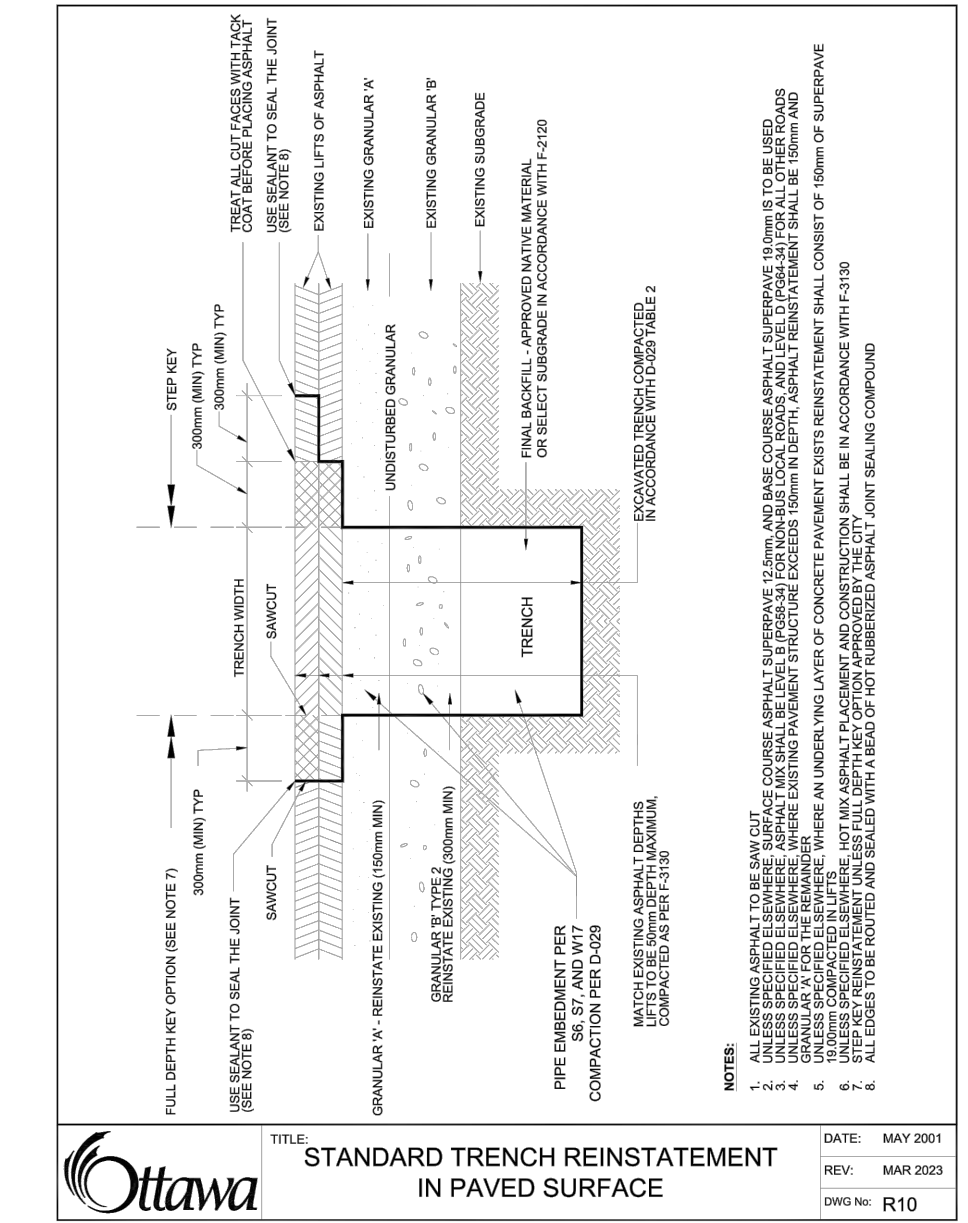 FULL DEPTH KEY OPTION (SEE NOTE 7)
STEP KEY
300mm (MIN) TYP
300mm (MIN) TYP
300mm (MIN) TYP
TRENCH WIDTH
TREAT ALL CUT FACES WITH TACK
COAT BEFORE PLACING ASPHALT
USE SEALANT TO SEAL THE JOINT
(SEE NOTE 8)
USE SEALANT TO SEAL THE JOINT
(SEE NOTE 8)
SAWCUT
SAWCUT
EXISTING LIFTS OF ASPHALT
EXISTING GRANULAR 'A'
UNDISTURBED GRANULAR
EXISTING GRANULAR 'B'
EXISTING SUBGRADE
GRANULAR 'A' - REINSTATE EXISTING (150mm MIN)
GRANULAR 'B' TYPE 2
REINSTATE EXISTING (300mm MIN)
TRENCH
FINAL BACKFILL - APPROVED NATIVE MATERIAL
OR SELECT SUBGRADE IN ACCORDANCE WITH F-2120
PIPE EMBEDMENT PER
S6, S7, AND W17
COMPACTION PER D-029
MATCH EXISTING ASPHALT DEPTHS
LIFTS TO BE 50mm DEPTH MAXIMUM,
COMPACTED AS PER F-3130
EXCAVATED TRENCH COMPACTED
IN ACCORDANCE WITH D-029 TABLE 2
NOTES:
1. ALL EXISTING ASPHALT TO BE SAW CUT
2. UNLESS SPECIFIED ELSEWHERE, SURFACE COURSE ASPHALT SUPERPAVE 12.5mm, AND BASE COURSE ASPHALT SUPERPAVE 19.0mm IS TO BE USED
3. UNLESS SPECIFIED ELSEWHERE, ASPHALT MIX SHALL BE LEVEL B (PG58-34) FOR NON-BUS LOCAL ROADS, AND LEVEL D (PG64-34) FOR ALL OTHER ROADS
4. UNLESS SPECIFIED ELSEWHERE, WHERE EXISTING PAVEMENT STRUCTURE EXCEEDS 150mm IN DEPTH, ASPHALT REINSTATEMENT SHALL BE 150mm AND
GRANULAR 'A' FOR THE REMAINDER
5. UNLESS SPECIFIED ELSEWHERE, WHERE AN UNDERLYING LAYER OF CONCRETE PAVEMENT EXISTS REINSTATEMENT SHALL CONSIST OF 150mm OF SUPERPAVE
19.00mm COMPACTED IN LIFTS
6. UNLESS SPECIFIED ELSEWHERE, HOT MIX ASPHALT PLACEMENT AND CONSTRUCTION SHALL BE IN ACCORDANCE WITH F-3130
7. STEP KEY REINSTATEMENT UNLESS FULL DEPTH KEY OPTION APPROVED BY THE CITY
8. ALL EDGES TO BE ROUTED AND SEALED WITH A BEAD OF HOT RUBBERIZED ASPHALT JOINT SEALING COMPOUND
Ottawa
TITLE:
STANDARD TRENCH REINSTATEMENT
IN PAVED SURFACE
DATE: MAY 2001
REV: MAR 2023
DWG No: R10